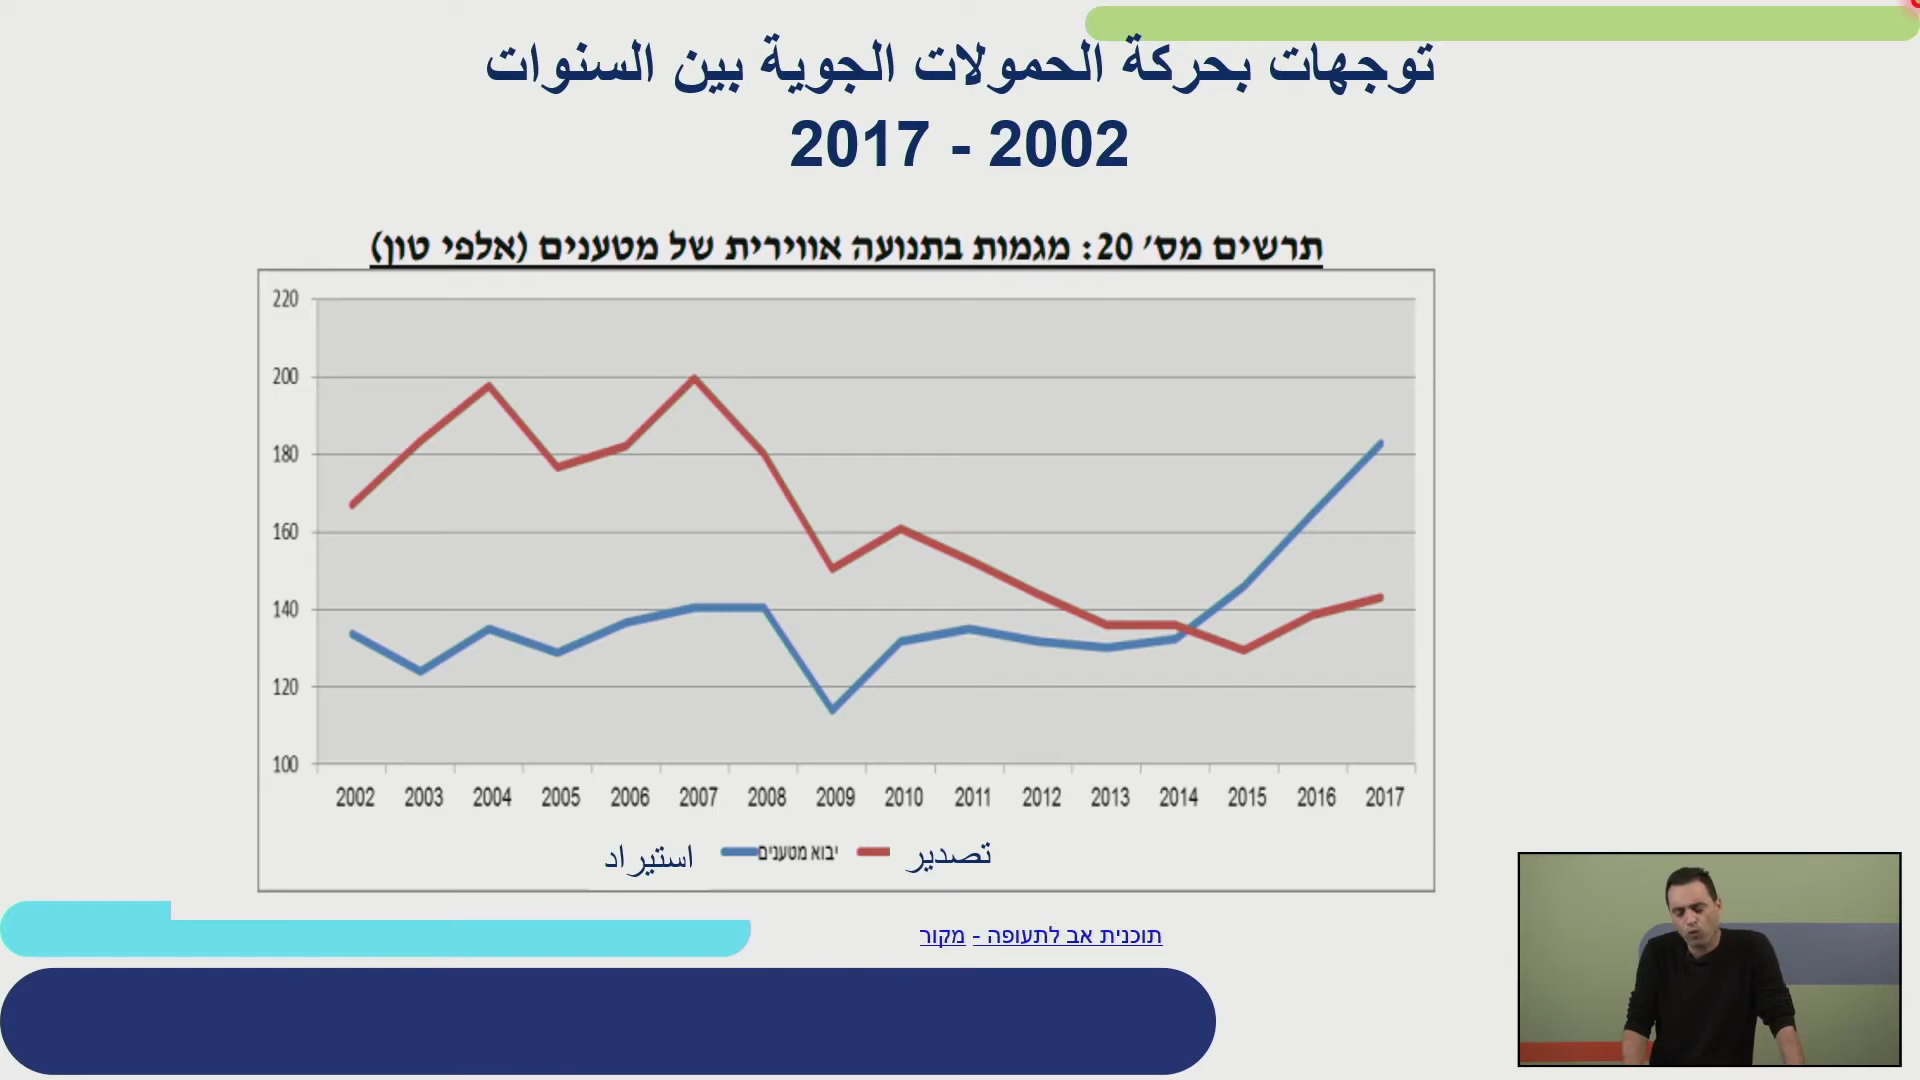 توجهات بحركة الحمولات الجوية بين السنوات
2017 - 2002
תרשים מס' 20: מגמות בתנועה אווירית של מטענים (אלפי טון)
220
200
180
160
140
120
100
2002 2003 2004 2005 2006 2007 2008 2009 2010 2011 2012 2013 2014 2015 2016 2017
استيراد יבוא מטענים تصدير
תוכנית אב לתעופה - מקור